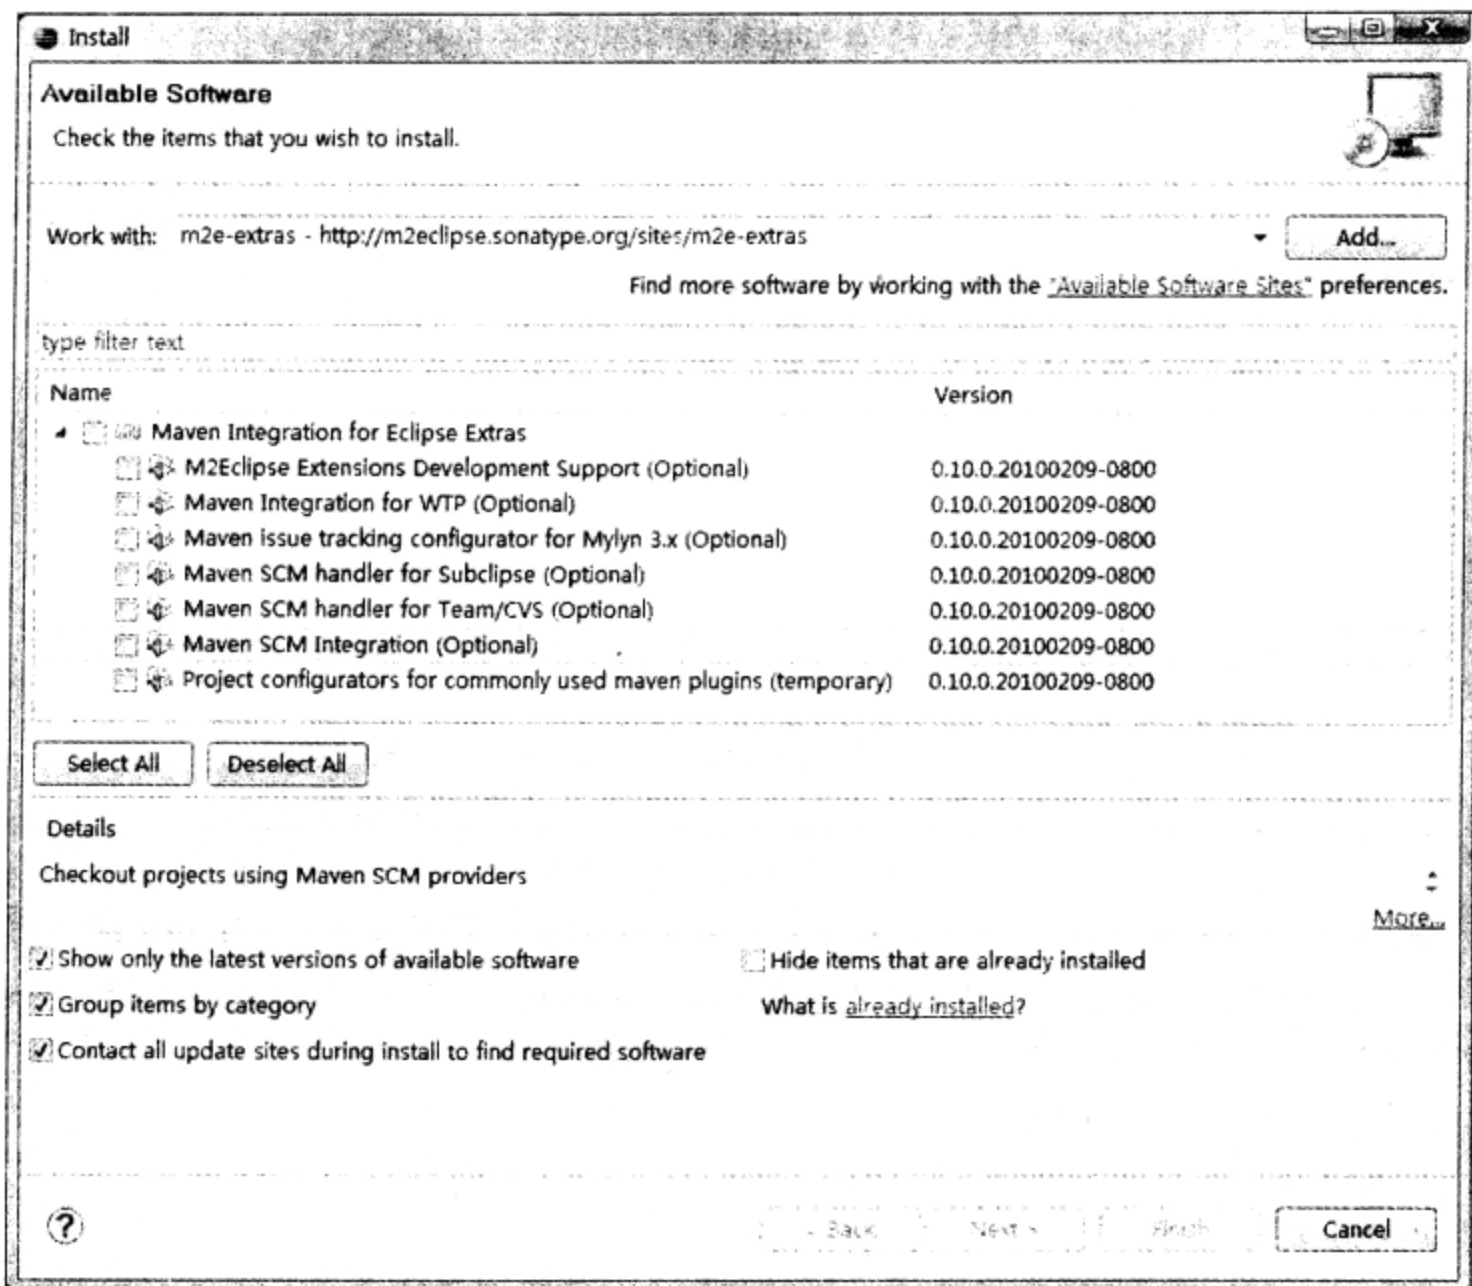 Install
Available Software
Check the items that you wish to install.
Work with: m2e-extras - http://m2eclipse.sonatype.org/sites/m2e-extras Add...
Find more software by working with the "Available Software Sites" preferences.
type filter text
Name Version
Maven Integration for Eclipse Extras
M2Eclipse Extensions Development Support (Optional) 0.10.0.20100209-0800
Maven Integration for WTP (Optional) 0.10.0.20100209-0800
Maven issue tracking configurator for Mylyn 3.x (Optional) 0.10.0.20100209-0800
Maven SCM handler for Subclipse (Optional) 0.10.0.20100209-0800
Maven SCM handler for Team/CVS (Optional) 0.10.0.20100209-0800
Maven SCM Integration (Optional) 0.10.0.20100209-0800
Project configurators for commonly used maven plugins (temporary) 0.10.0.20100209-0800
Select All Deselect All
Details
Checkout projects using Maven SCM providers
More...
Show only the latest versions of available software Hide items that are already installed
Group items by category What is already installed?
Contact all update sites during install to find required software
? < Back Next > Finish Cancel